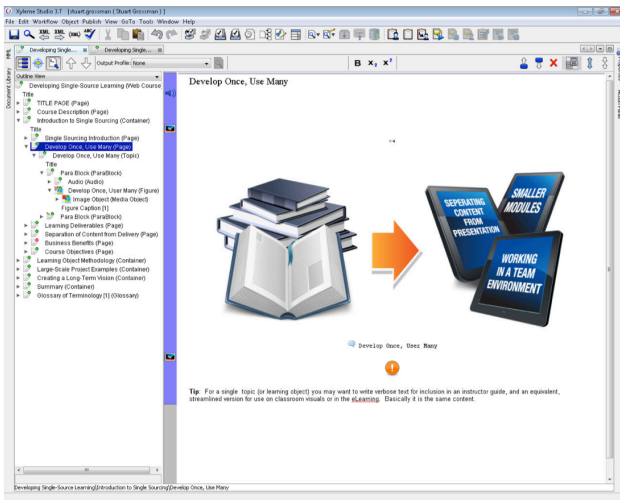 Xyleme Studio 3.7 [stuart.grossman ( Stuart Grossman ) ]
File Edit Workflow Object Publish View GoTo Tools Window Help
Developing Single...
Developing Single...
XML
Document Library
Outline View
Output Profile: None
B X₂ X²
Developing Single-Source Learning (Web Course
Title
TITLE PAGE (Page)
Course Description (Page)
Introduction to Single Sourcing (Container)
Title
Single Sourcing Introduction (Page)
Develop Once, Use Many (Page)
Develop Once, Use Many (Topic)
Title
Para Block (ParaBlock)
Audio (Audio)
Develop Once, User Many (Figure)
Image Object (Media Object)
Figure Caption [1]
Para Block (ParaBlock)
Learning Deliverables (Page)
Separation of Content from Delivery (Page)
Business Benefits (Page)
Course Objectives (Page)
Learning Object Methodology (Container)
Large-Scale Project Examples (Container)
Creating a Long-Term Vision (Container)
Summary (Container)
Glossary of Terminology [1] (Glossary)
Develop Once, Use Many
SEPERATING
CONTENT
FROM
PRESENTATION
SMALLER
MODULES
WORKING
IN A TEAM
ENVIRONMENT
Develop Once, User Many
Tip: For a single topic (or learning object) you may want to write verbose text for inclusion in an instructor guide, and an equivalent,
streamlined version for use on classroom visuals or in the eLearning. Basically it is the same content.
Developing Single-Source Learning\Introduction to Single Sourcing\Develop Once, Use Many